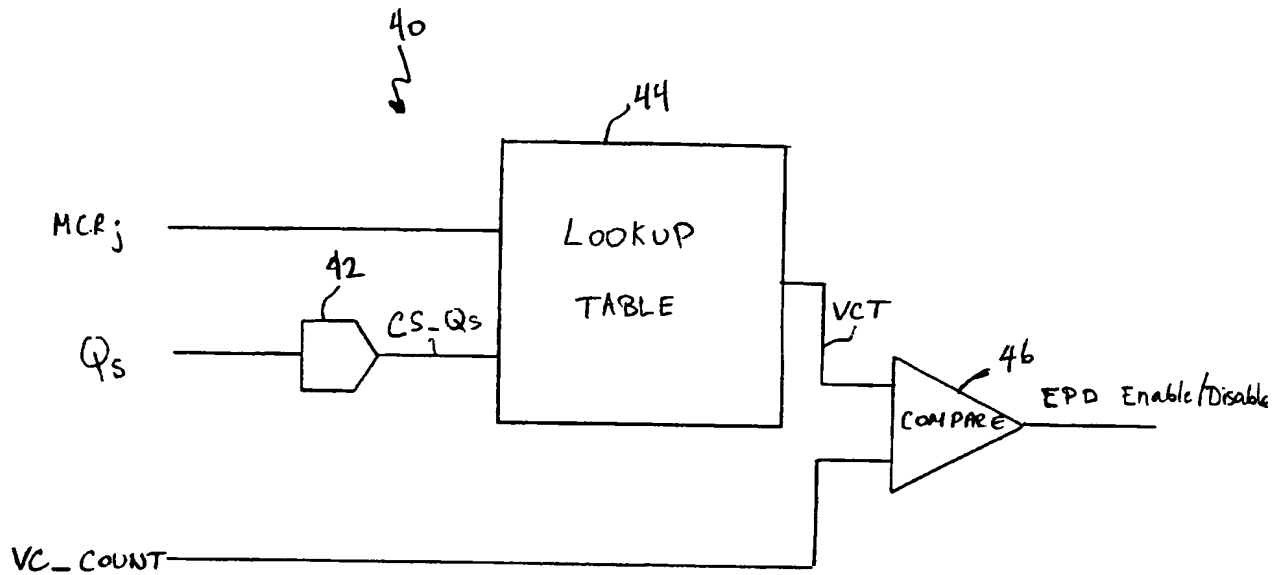 40
44
MCRj
LOOKUP
TABLE
42
CS_Qs
Qs
VCT
46
COMPARE
EPD Enable/Disable
VC_COUNT